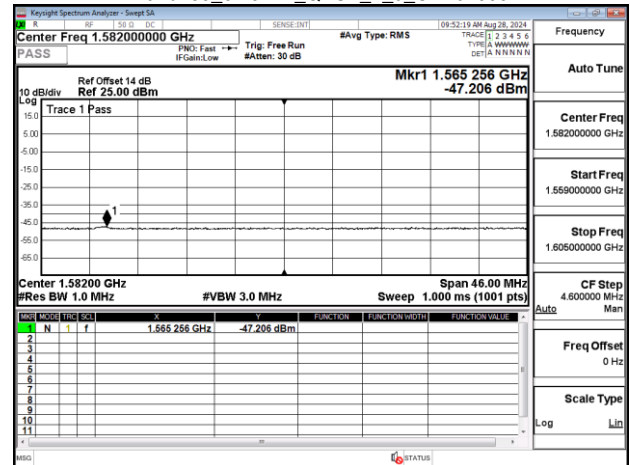 Keysight Spectrum Analyzer - Swept SA
R RF 50 Ω DC SENSE:INT 09:52:19 AM Aug 28, 2024
Center Freq 1.582000000 GHz
PNO: Fast
IFGain:Low
Trig: Free Run
#Atten: 30 dB
#Avg Type: RMS
TRACE 1 2 3 4 5 6
TYPE A WWWWW
DET A NNNNN
PASS
Mkr1 1.565 256 GHz
-47.206 dBm
Ref Offset 14 dB
10 dB/div Ref 25.00 dBm
Log
Trace 1 Pass
15.0
5.00
-5.00
-15.0
-25.0
-35.0
1
-45.0
-55.0
-65.0
Center 1.58200 GHz Span 46.00 MHz
#Res BW 1.0 MHz #VBW 3.0 MHz Sweep 1.000 ms (1001 pts)
MKR MODE TRC SCL X Y FUNCTION FUNCTION WIDTH FUNCTION VALUE
1 N 1 f 1.565 256 GHz -47.206 dBm
2
3
4
5
6
7
8
9
10
11
MSG STATUS
Frequency
Auto Tune
Center Freq
1.582000000 GHz
Start Freq
1.559000000 GHz
Stop Freq
1.605000000 GHz
CF Step
4.600000 MHz
Auto Man
Freq Offset
0 Hz
Scale Type
Log Lin